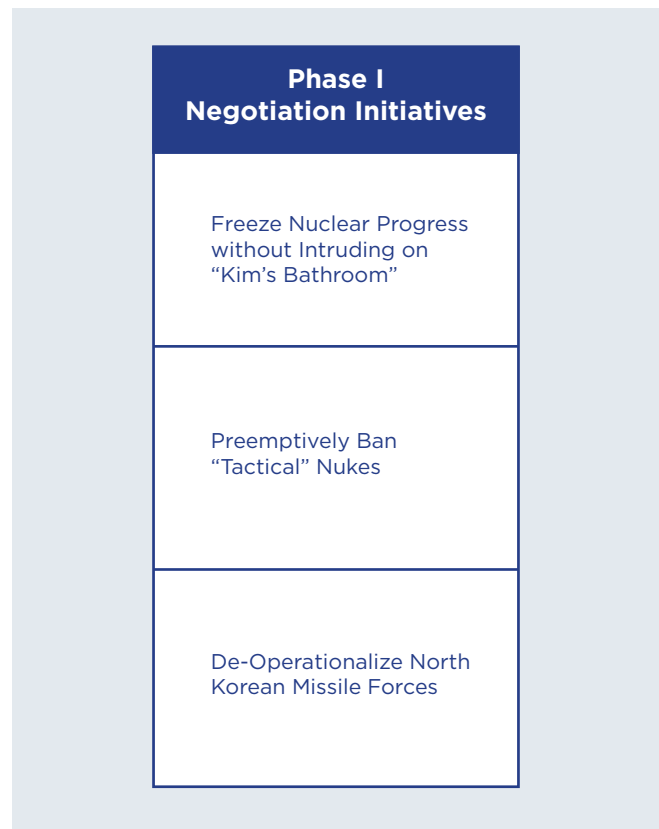 Phase I
Negotiation Initiatives
Freeze Nuclear Progress
without Intruding on
“Kim’s Bathroom”
Preemptively Ban
“Tactical” Nukes
De-Operationalize North
Korean Missile Forces